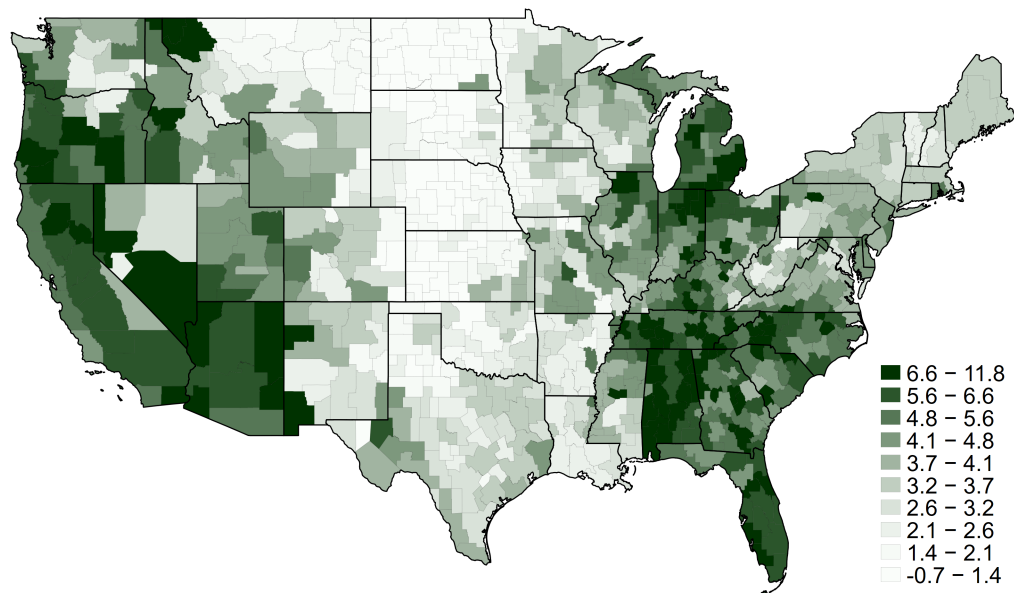 6.6 – 11.8
5.6 – 6.6
4.8 – 5.6
4.1 – 4.8
3.7 – 4.1
3.2 – 3.7
2.6 – 3.2
2.1 – 2.6
1.4 – 2.1
-0.7 – 1.4